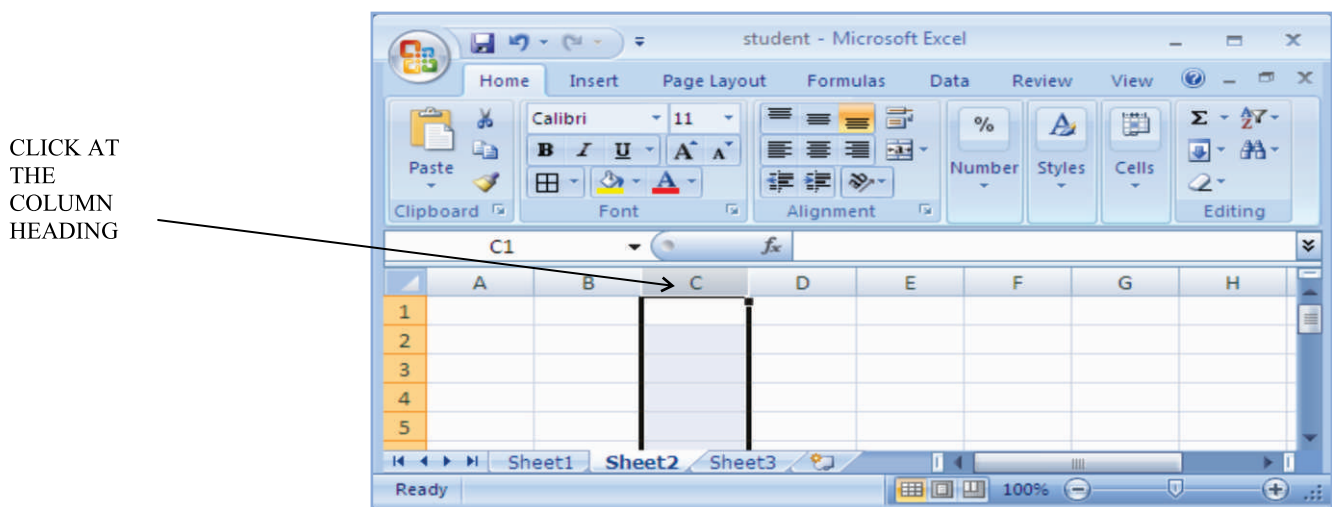 CLICK AT
THE
COLUMN
HEADING
student - Microsoft Excel
Home Insert Page Layout Formulas Data Review View
Calibri 11
B I U A A
Paste % A Number Styles Cells Σ A Z
A
Clipboard Font Alignment Editing
C1 fx
A B C D E F G H
1
2
3
4
5
Sheet1 Sheet2 Sheet3
Ready 100%